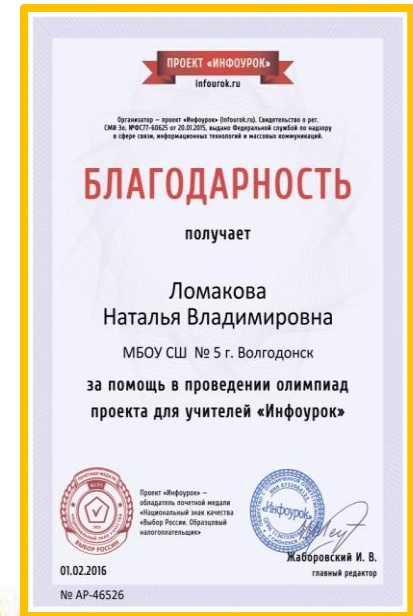 ПРОЕКТ «ИНФОУРОК»
infourok.ru
Организатор – проект «Инфоурок» (infourok.ru). Свидетельство о рег.
СМИ Эл. №ФС77-60625 от 20.01.2015, выдано Федеральной службой по надзору
в сфере связи, информационных технологий и массовых коммуникаций.
БЛАГОДАРНОСТЬ
получает
Ломакова
Наталья Владимировна
МБОУ СШ № 5 г. Волгодонск
за помощь в проведении олимпиад
проекта для учителей «Инфоурок»
Проект «Инфоурок» –
обладатель почетной медали
«Национальный знак качества
«Выбор России. Образцовый
налогоплательщик»
ВЫБОР РОССИИ
«Инфоурок»
Жаборовский И. В.
01.02.2016
главный редактор
№ АР-46526